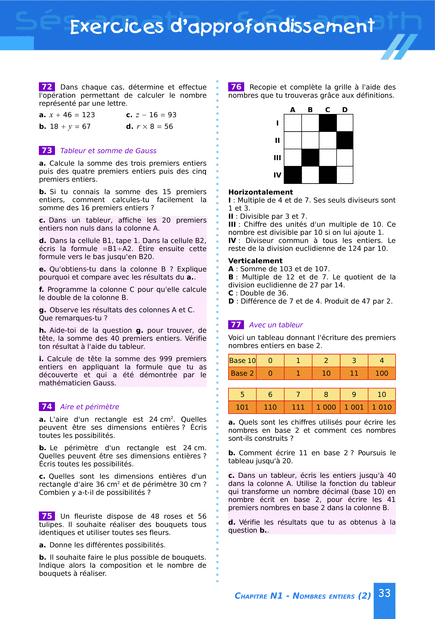 Exercices d'approfondissement
72 Dans chaque cas, détermine et effectue
l'opération permettant de calculer le nombre
représenté par une lettre.
a. x + 46 = 123 c. z − 16 = 93
b. 18 + y = 67 d. r × 8 = 56
73 Tableur et somme de Gauss
a. Calcule la somme des trois premiers entiers
puis des quatre premiers entiers puis des cinq
premiers entiers.
b. Si tu connais la somme des 15 premiers
entiers, comment calcules-tu facilement la
somme des 16 premiers entiers ?
c. Dans un tableur, affiche les 20 premiers
entiers non nuls dans la colonne A.
d. Dans la cellule B1, tape 1. Dans la cellule B2,
écris la formule =B1+A2. Étire ensuite cette
formule vers le bas jusqu'en B20.
e. Qu'obtiens-tu dans la colonne B ? Explique
pourquoi et compare avec les résultats du a..
f. Programme la colonne C pour qu'elle calcule
le double de la colonne B.
g. Observe les résultats des colonnes A et C.
Que remarques-tu ?
h. Aide-toi de la question g. pour trouver, de
tête, la somme des 40 premiers entiers. Vérifie
ton résultat à l'aide du tableur.
i. Calcule de tête la somme des 999 premiers
entiers en appliquant la formule que tu as
découverte et qui a été démontrée par le
mathématicien Gauss.
74 Aire et périmètre
a. L'aire d'un rectangle est 24 cm². Quelles
peuvent être ses dimensions entières ? Écris
toutes les possibilités.
b. Le périmètre d'un rectangle est 24 cm.
Quelles peuvent être ses dimensions entières ?
Écris toutes les possibilités.
c. Quelles sont les dimensions entières d'un
rectangle d'aire 36 cm² et de périmètre 30 cm ?
Combien y a-t-il de possibilités ?
75 Un fleuriste dispose de 48 roses et 56
tulipes. Il souhaite réaliser des bouquets tous
identiques et utiliser toutes ses fleurs.
a. Donne les différentes possibilités.
b. Il souhaite faire le plus possible de bouquets.
Indique alors la composition et le nombre de
bouquets à réaliser.
76 Recopie et complète la grille à l'aide des
nombres que tu trouveras grâce aux définitions.
A B C D
I
II
III
IV
Horizontalement
I : Multiple de 4 et de 7. Ses seuls diviseurs sont
1 et 3.
II : Divisible par 3 et 7.
III : Chiffre des unités d'un multiple de 10. Ce
nombre est divisible par 10 si on lui ajoute 1.
IV : Diviseur commun à tous les entiers. Le
reste de la division euclidienne de 124 par 10.
Verticalement
A : Somme de 103 et de 107.
B : Multiple de 12 et de 7. Le quotient de la
division euclidienne de 27 par 14.
C : Double de 36.
D : Différence de 7 et de 4. Produit de 47 par 2.
77 Avec un tableur
Voici un tableau donnant l'écriture des premiers
nombres entiers en base 2.
Base 10 0 1 2 3 4
Base 2 0 1 10 11 100
5 6 7 8 9 10
101 110 111 1 000 1 001 1 010
a. Quels sont les chiffres utilisés pour écrire les
nombres en base 2 et comment ces nombres
sont-ils construits ?
b. Comment écrire 11 en base 2 ? Poursuis le
tableau jusqu'à 20.
c. Dans un tableur, écris les entiers jusqu'à 40
dans la colonne A. Utilise la fonction du tableur
qui transforme un nombre décimal (base 10) en
nombre écrit en base 2, pour écrire les 41
premiers nombres en base 2 dans la colonne B.
d. Vérifie les résultats que tu as obtenus à la
question b..
CHAPITRE N1 - NOMBRES ENTIERS (2) 33